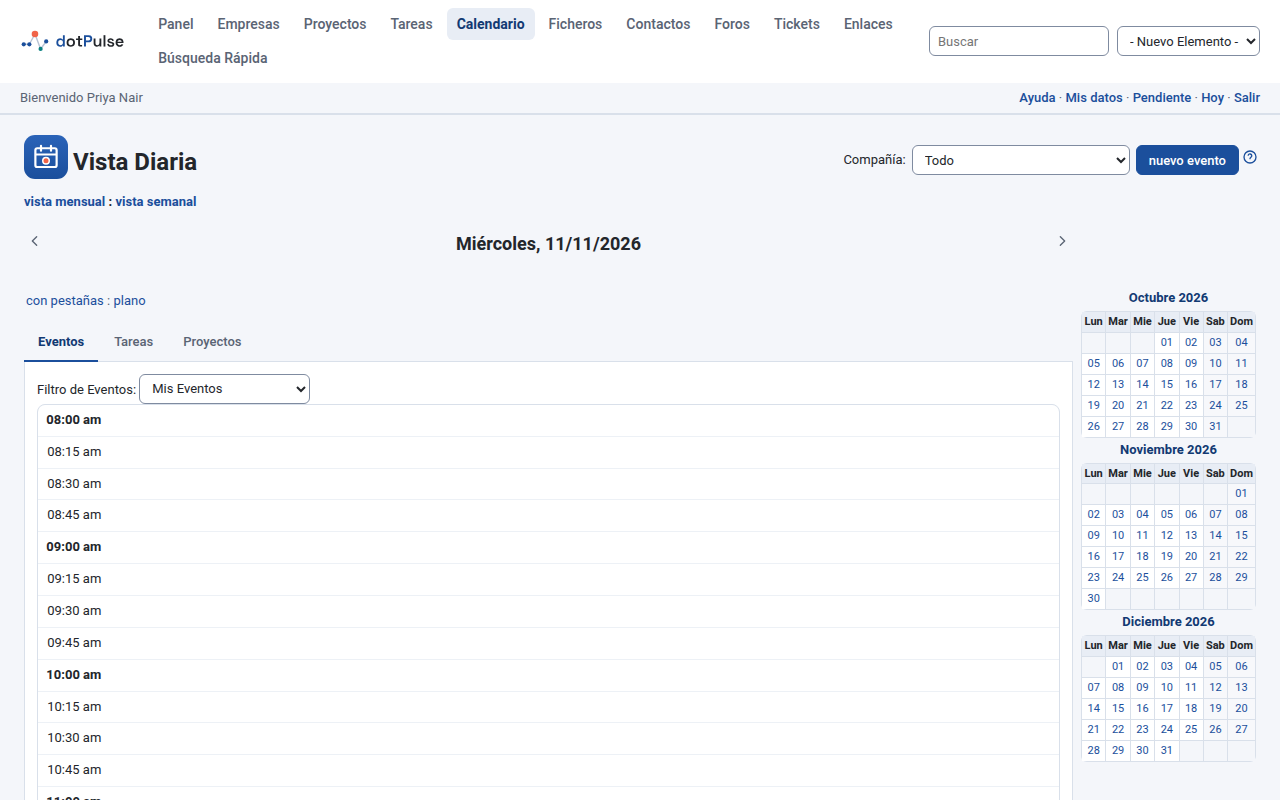 dotPulse
Panel Empresas Proyectos Tareas Calendario Ficheros Contactos Foros Tickets Enlaces
Búsqueda Rápida
Buscar
- Nuevo Elemento -
Bienvenido Priya Nair
Ayuda · Mis datos · Pendiente · Hoy · Salir
Vista Diaria
Compañía: Todo nuevo evento
vista mensual : vista semanal
Miércoles, 11/11/2026
con pestañas : plano
Eventos Tareas Proyectos
Filtro de Eventos: Mis Eventos
08:00 am
08:15 am
08:30 am
08:45 am
09:00 am
09:15 am
09:30 am
09:45 am
10:00 am
10:15 am
10:30 am
10:45 am
11:00 am
Octubre 2026
Lun Mar Mie Jue Vie Sab Dom
01 02 03 04
05 06 07 08 09 10 11
12 13 14 15 16 17 18
19 20 21 22 23 24 25
26 27 28 29 30 31
Noviembre 2026
Lun Mar Mie Jue Vie Sab Dom
01
02 03 04 05 06 07 08
09 10 11 12 13 14 15
16 17 18 19 20 21 22
23 24 25 26 27 28 29
30
Diciembre 2026
Lun Mar Mie Jue Vie Sab Dom
01 02 03 04 05 06
07 08 09 10 11 12 13
14 15 16 17 18 19 20
21 22 23 24 25 26 27
28 29 30 31